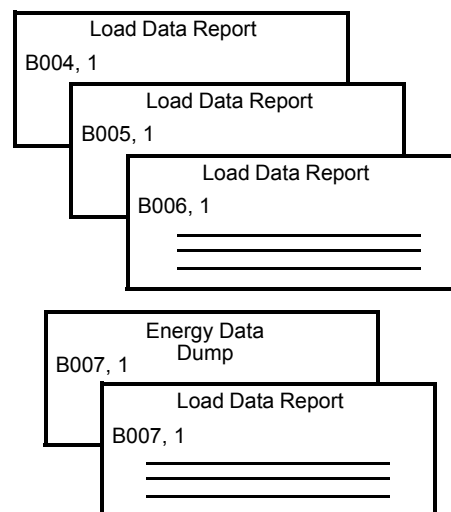 Load Data Report
B004, 1
Load Data Report
B005, 1
Load Data Report
B006, 1
Energy Data
Dump
B007, 1
Load Data Report
B007, 1